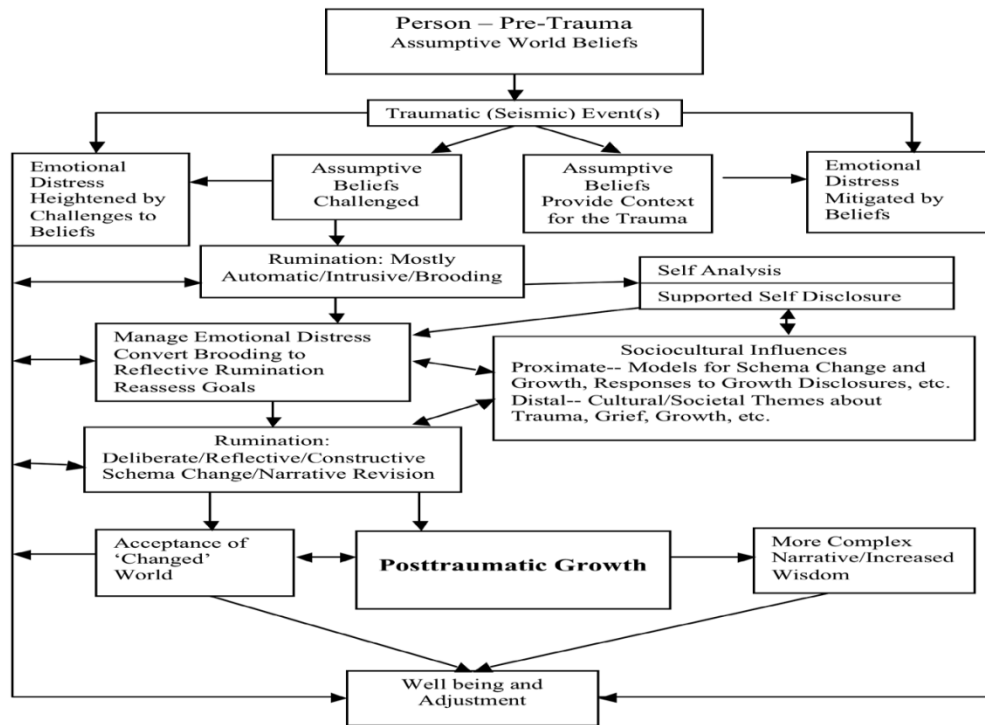 Person – Pre-Trauma
Assumptive World Beliefs
Traumatic (Seismic) Event(s)
Emotional
Distress
Heightened by
Challenges to
Beliefs
Assumptive
Beliefs
Challenged
Assumptive
Beliefs
Provide Context
for the Trauma
Emotional
Distress
Mitigated by
Beliefs
Rumination: Mostly
Automatic/Intrusive/Brooding
Self Analysis
Supported Self Disclosure
Manage Emotional Distress
Convert Brooding to
Reflective Rumination
Reassess Goals
Sociocultural Influences
Proximate-- Models for Schema Change and
Growth, Responses to Growth Disclosures, etc.
Distal-- Cultural/Societal Themes about
Trauma, Grief, Growth, etc.
Rumination:
Deliberate/Reflective/Constructive
Schema Change/Narrative Revision
Acceptance of
‘Changed’
World
Posttraumatic Growth
More Complex
Narrative/Increased
Wisdom
Well being and
Adjustment